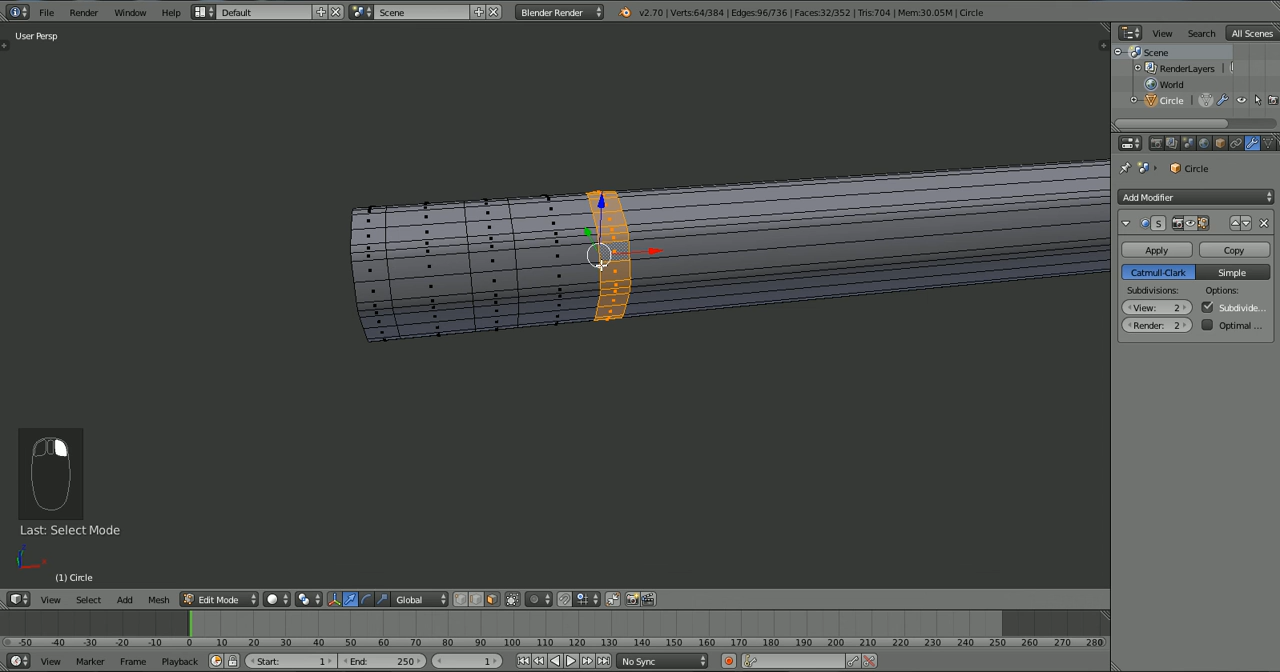 File Render Window Help Default Scene Blender Render v2.70 | Verts:64/384 | Edges:96/736 | Faces:32/352 | Tris:704 | Mem:30.05M | Circle
User Persp
View Search All Scenes
Scene
RenderLayers
World
Circle
Circle
Add Modifier
S
Apply Copy
Catmull-Clark Simple
Subdivisions: Options:
View: 2 Subdivide...
Render: 2 Optimal ...
Last: Select Mode
(1) Circle
View Select Add Mesh Edit Mode Global
-50 -40 -30 -20 -10 0 10 20 30 40 50 60 70 80 90 100 110 120 130 140 150 160 170 180 190 200 210 220 230 240 250 260 270 280
View Marker Frame Playback Start: 1 End: 250 1 No Sync